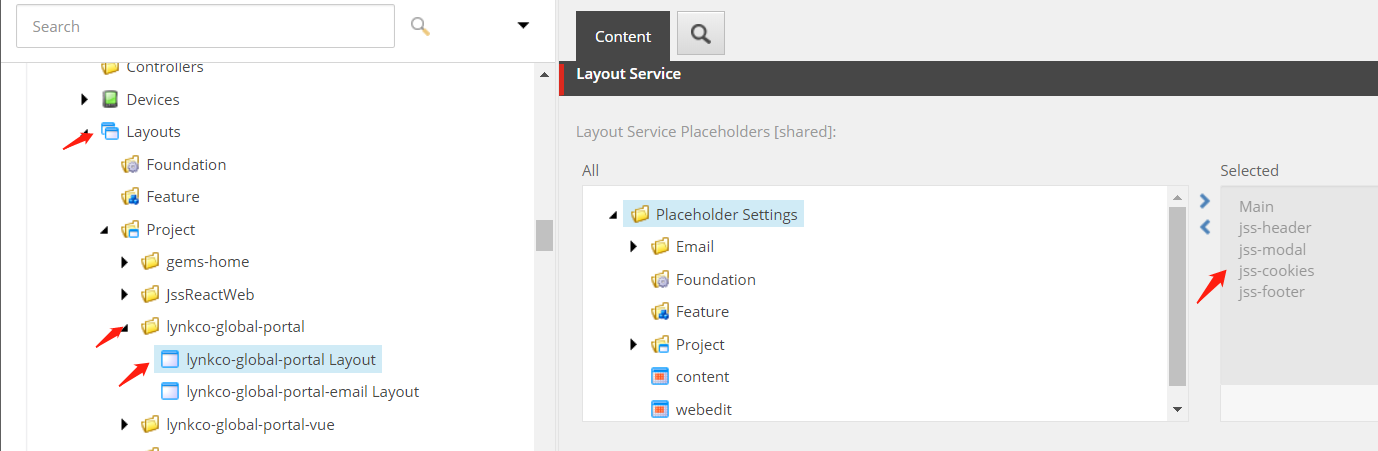 Search
Controllers
Devices
Layouts
Foundation
Feature
Project
gems-home
JssReactWeb
lynkco-global-portal
lynkco-global-portal Layout
lynkco-global-portal-email Layout
lynkco-global-portal-vue
Content
Layout Service
Layout Service Placeholders [shared]:
All
Placeholder Settings
Email
Foundation
Feature
Project
content
webedit
Selected
Main
jss-header
jss-modal
jss-cookies
jss-footer